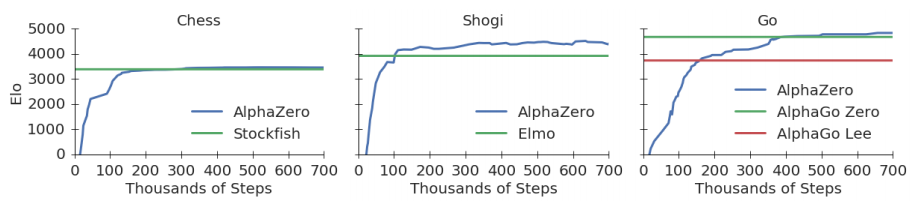 Chess
Elo
5000
4000
3000
2000
1000
0
0 100 200 300 400 500 600 700
Thousands of Steps
AlphaZero
Stockfish
Shogi
0 100 200 300 400 500 600 700
Thousands of Steps
AlphaZero
Elmo
Go
0 100 200 300 400 500 600 700
Thousands of Steps
AlphaZero
AlphaGo Zero
AlphaGo Lee